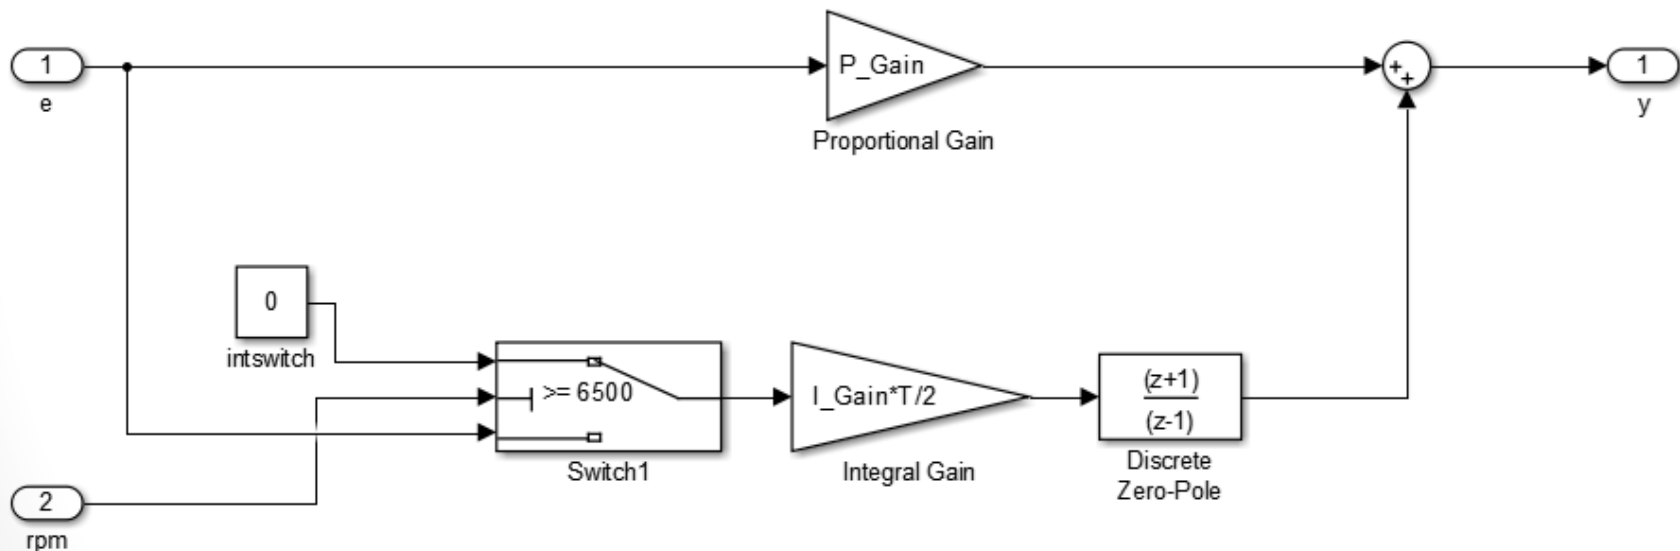 1
e
P_Gain
Proportional Gain
+
+
1
y
0
intswitch
>= 6500
Switch1
I_Gain*T/2
Integral Gain
(z+1)
(z-1)
Discrete
Zero-Pole
2
rpm